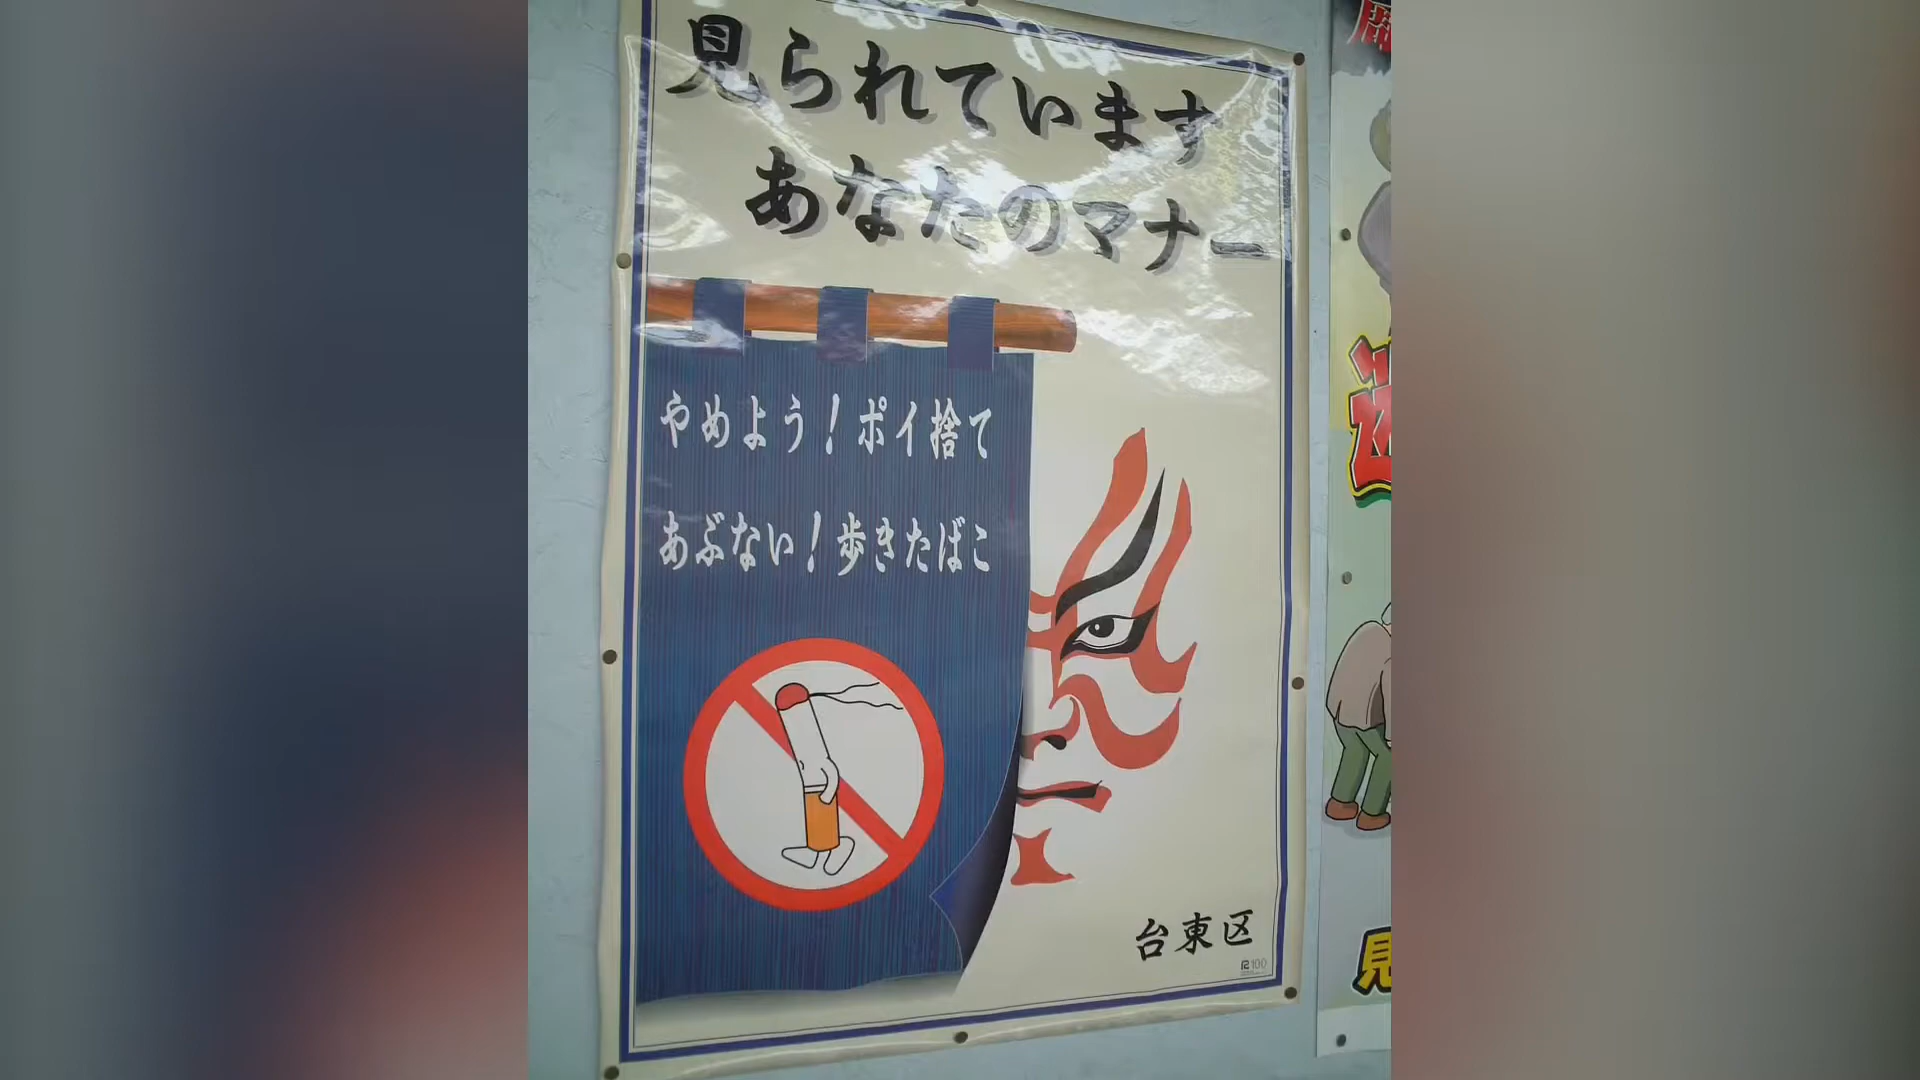 見られています
あなたのマナー
やめよう!ポイ捨て
あぶない!歩きたばこ
台東区
R100